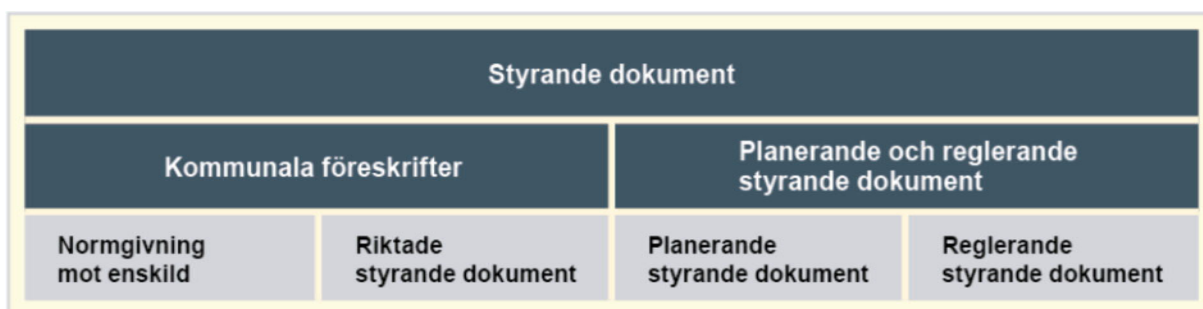 Styrande dokument
Kommunala föreskrifter
Planerande och reglerande
styrande dokument
Normgivning
mot enskild
Riktade
styrande dokument
Planerande
styrande dokument
Reglerande
styrande dokument